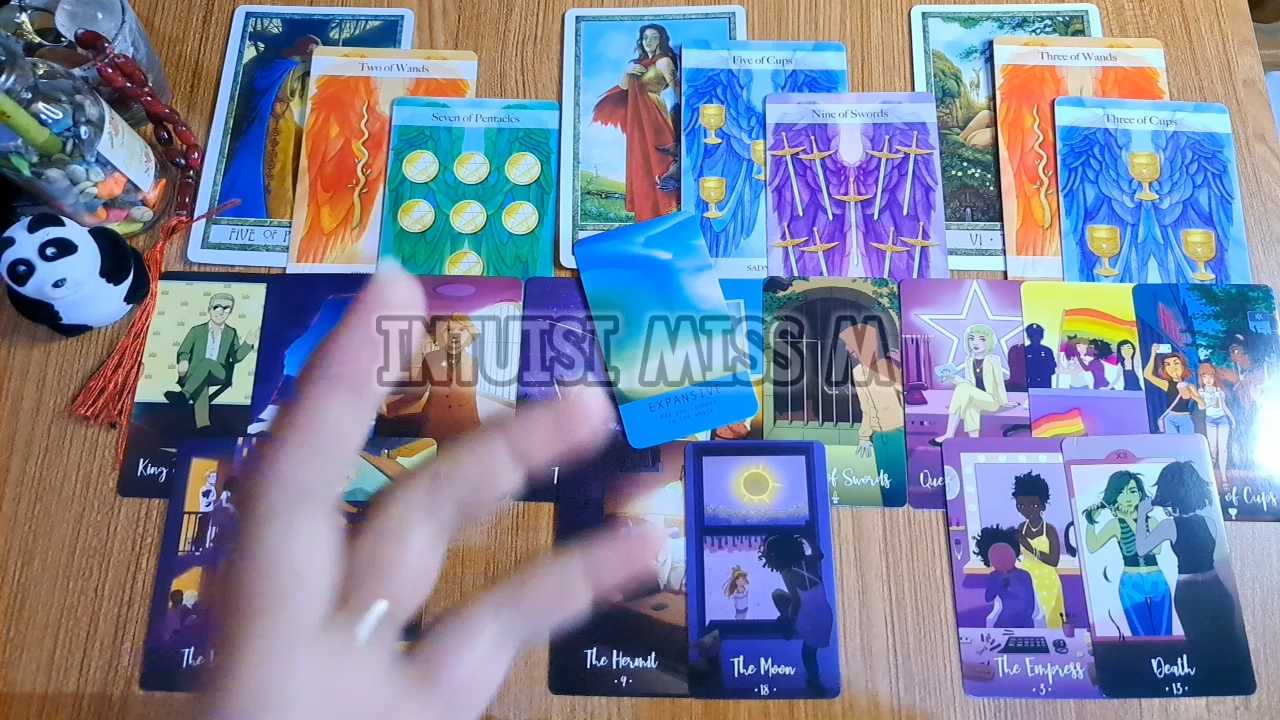 Two of Wands
Five of Cups
Three of Wands
Seven of Pentacles
Nine of Swords
Three of Cups
FIVE OF
VI
INTUISI MISS M
EXPANSIVE
King
of Swords
of Cups
XII
The Hermit
• 9 •
The Moon
• 18 •
The Empress
• 3 •
Death
• 13 •